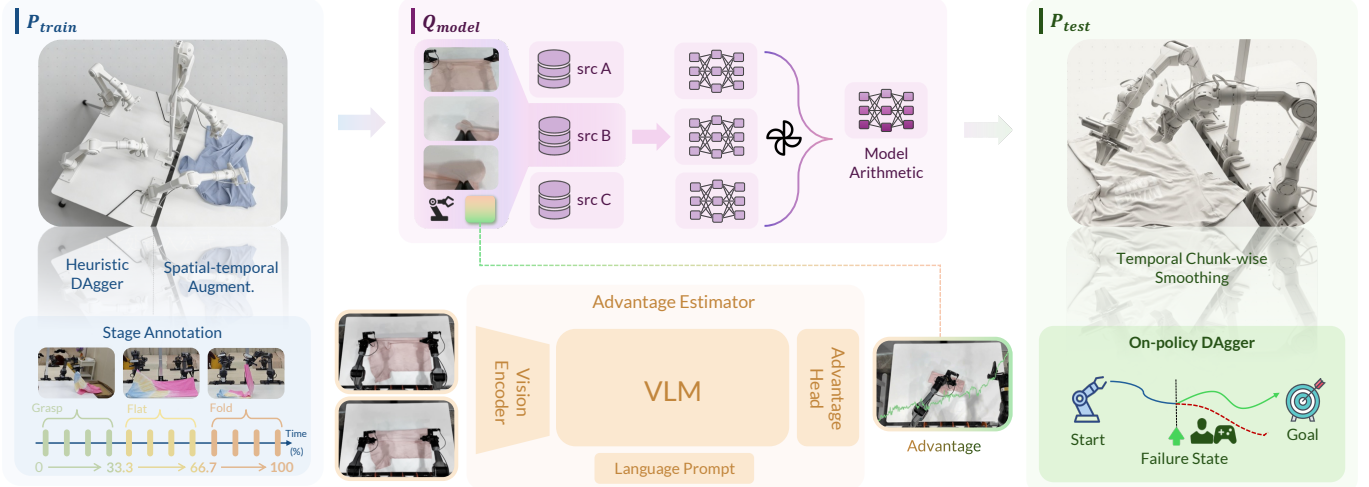 P_train
Heuristic
DAgger
Spatial-temporal
Augment.
Stage Annotation
Grasp
Flat
Fold
Time
(%)
0
33.3
66.7
100
Q_model
src A
src B
src C
Model
Arithmetic
Advantage Estimator
Vision
Encoder
VLM
Advantage
Head
Language Prompt
Advantage
P_test
Temporal Chunk-wise
Smoothing
On-policy DAgger
Start
Failure State
Goal